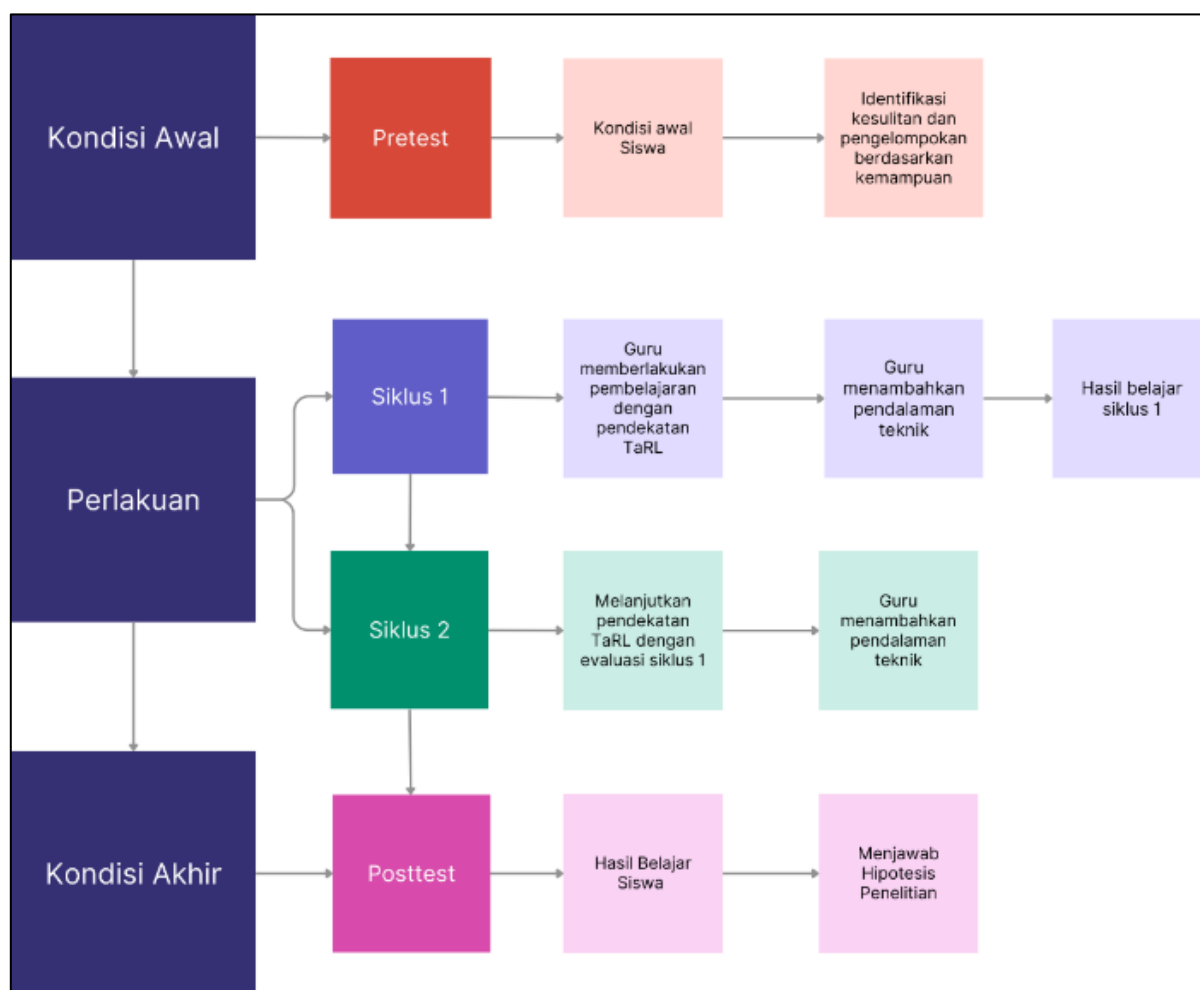 Kondisi Awal
Pretest
Kondisi awal
Siswa
Identifikasi
kesulitan dan
pengelompokan
berdasarkan
kemampuan
Perlakuan
Siklus 1
Guru
memberlakukan
pembelajaran
dengan
pendekatan
TaRL
Guru
menambahkan
pendalaman
teknik
Hasil belajar
siklus 1
Siklus 2
Melanjutkan
pendekatan
TaRL dengan
evaluasi siklus 1
Guru
menambahkan
pendalaman
teknik
Kondisi Akhir
Posttest
Hasil Belajar
Siswa
Menjawab
Hipotesis
Penelitian